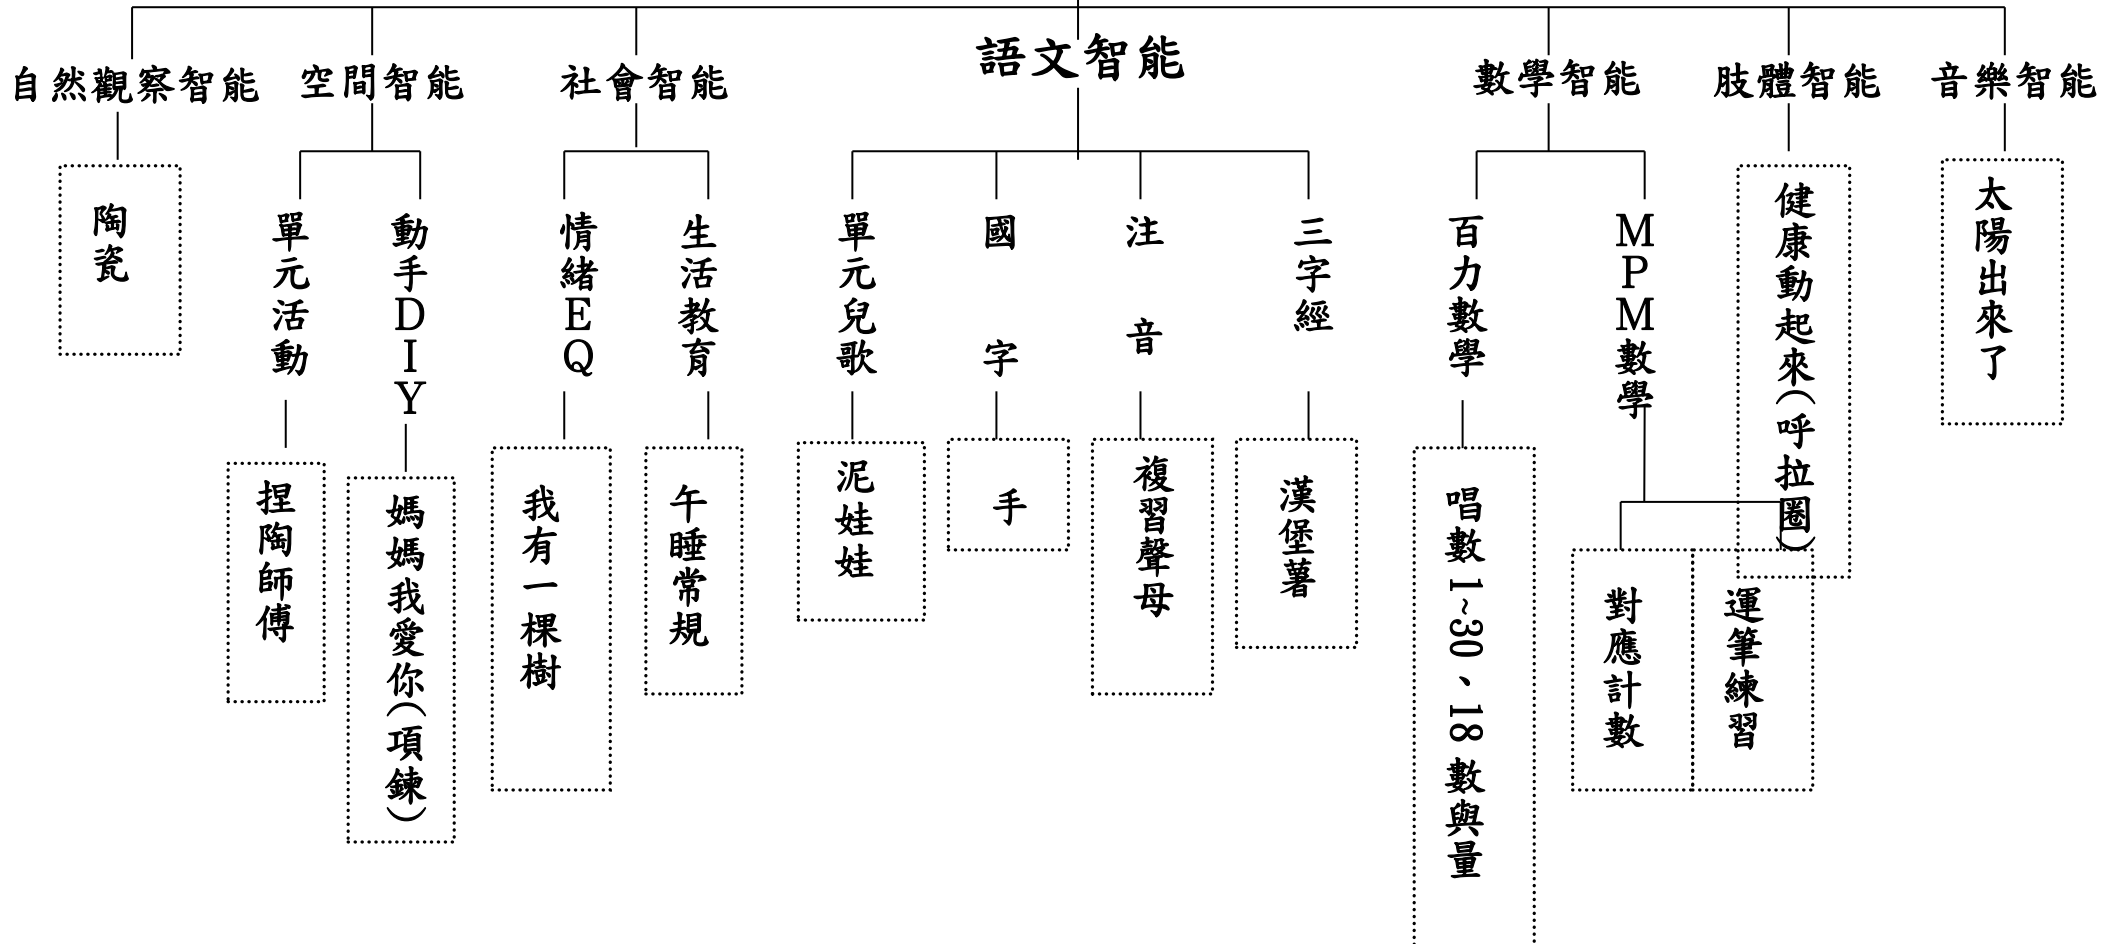 自然觀察智能
空間智能
社會智能
語文智能
數學智能
肢體智能
音樂智能
陶瓷
單元活動
動手DIY
情緒EQ
生活教育
單元兒歌
國字
注音
三字經
百力數學
MPM數學
健康動起來(呼拉圈)
太陽出來了
捏陶師傅
媽媽我愛你(項鍊)
我有一棵樹
午睡常規
泥娃娃
手
複習聲母
漢堡薯
唱數1~30、18數與量
對應計數
運筆練習